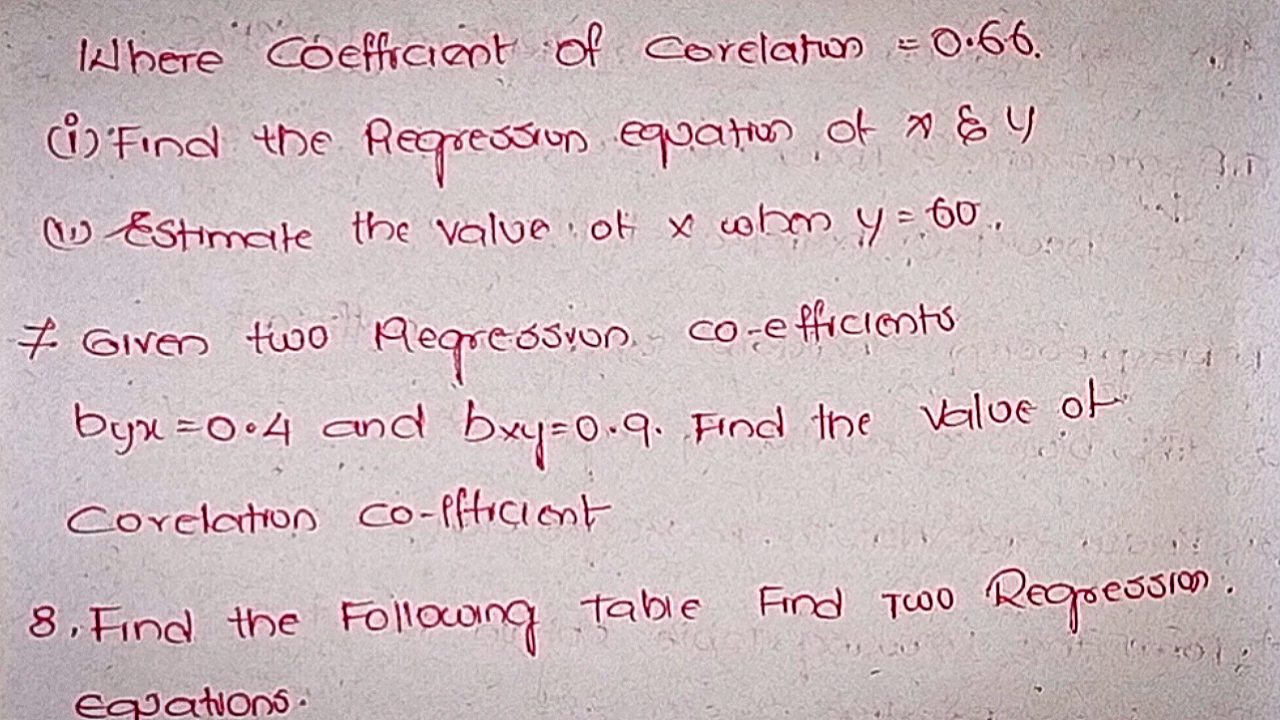 Where Coefficient of Corelation = 0.66.
(i) Find the Regression equation of x & y
(ii) Estimate the value of x when y = 60.
7 Given two Regression co-efficients
byx = 0.4 and bxy = 0.9. Find the value of
Corelation co-efficient
8. Find the Following table Find Two Regression.
equations.